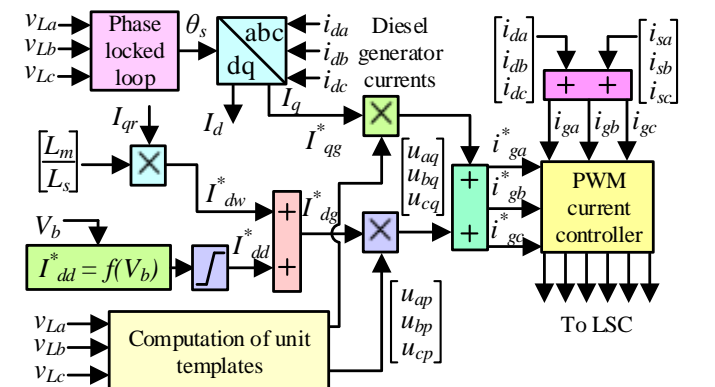 v_La
v_Lb
v_Lc
Phase
locked
loop
θ_s
abc
dq
i_da
i_db
i_dc
Diesel
generator
currents
I_d
I_q
I*_qg
[i_da
i_db
i_dc]
[i_sa
i_sb
i_sc]
+ +
i_ga i_gb i_gc
I_qr
[L_m
L_s]
×
×
I*_dw
[u_aq
u_bq
u_cq]
+
+
i*_ga
i*_gb
i*_gc
PWM
current
controller
V_b
I*_dd = f(V_b)
I*_dd
+
+
I*_dg
×
[u_ap
u_bp
u_cp]
To LSC
v_La
v_Lb
v_Lc
Computation of unit
templates